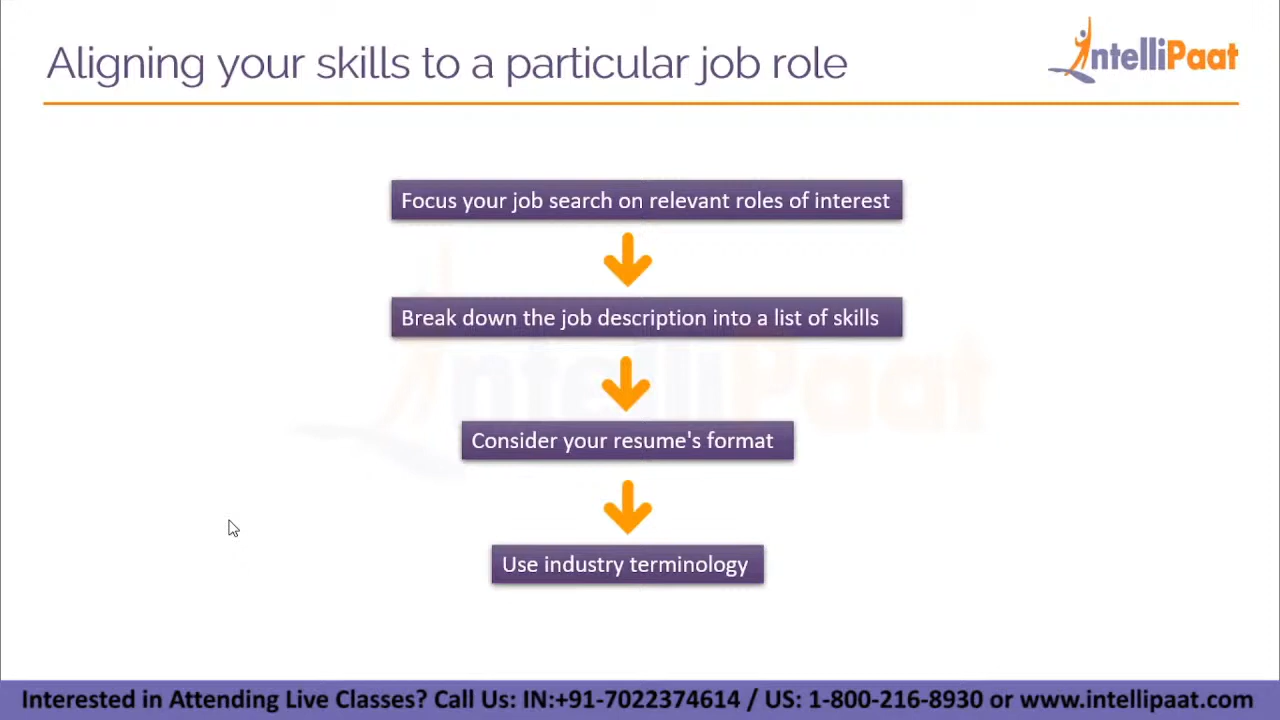 Aligning your skills to a particular job role
IntelliPaat
Focus your job search on relevant roles of interest
Break down the job description into a list of skills
IntelliPaat
Consider your resume's format
Use industry terminology
Interested in Attending Live Classes? Call Us: IN:+91-7022374614 / US: 1-800-216-8930 or www.intellipaat.com